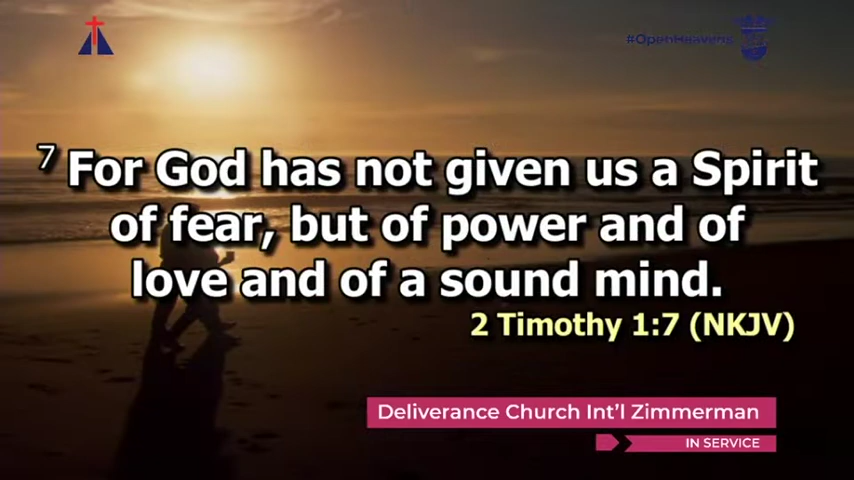 #OpenHeavens
7 For God has not given us a Spirit
of fear, but of power and of
love and of a sound mind.
2 Timothy 1:7 (NKJV)
Deliverance Church Int'l Zimmerman
IN SERVICE